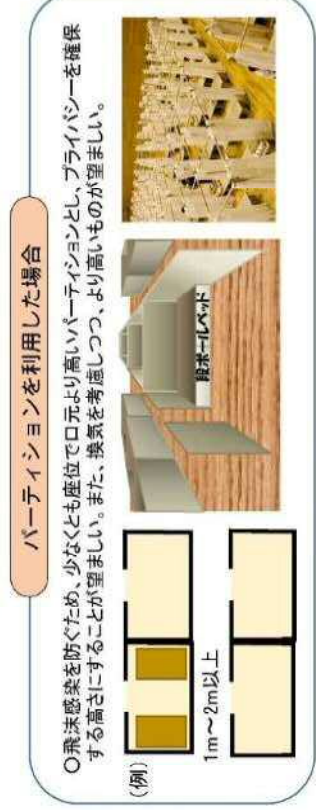 パーティションを利用した場合
○飛沫感染を防ぐため、少なくとも座位で口元より高いパーティションとし、プライバシーを確保
する高さにすることが望ましい。また、換気を考慮しつつ、より高いものが望ましい。
(例)
段ボールベッド
1m~2m以上